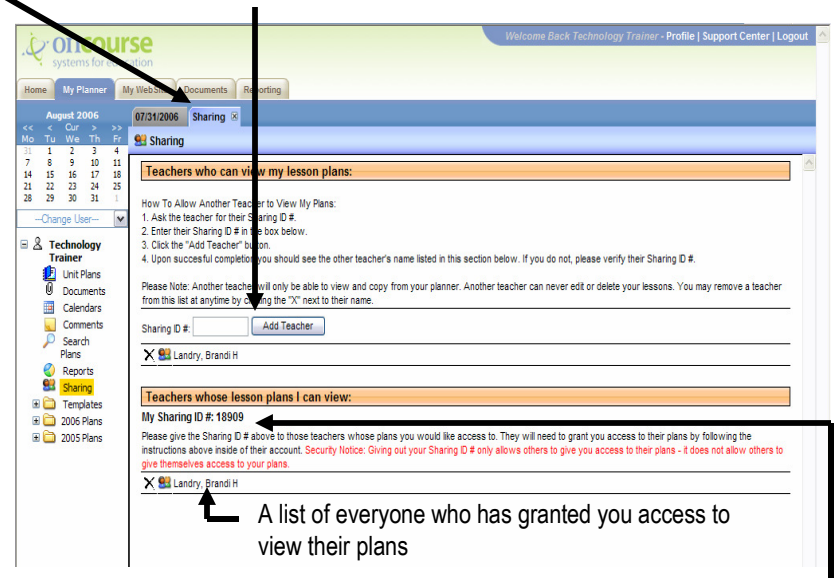 Welcome Back Technology Trainer - Profile | Support Center | Logout
oncourse
systems for education
Home My Planner My WebSite Documents Reporting
August 2006
<< < Cur > >>
Mo Tu We Th Fr
31 1 2 3 4
7 8 9 10 11
14 15 16 17 18
21 22 23 24 25
28 29 30 31 1
--Change User--
Technology
Trainer
Unit Plans
Documents
Calendars
Comments
Search
Plans
Reports
Sharing
Templates
2006 Plans
2005 Plans
07/31/2006 Sharing
Sharing
Teachers who can view my lesson plans:
How To Allow Another Teacher to View My Plans:
1. Ask the teacher for their Sharing ID #.
2. Enter their Sharing ID # in the box below.
3. Click the "Add Teacher" button.
4. Upon succesful completion you should see the other teacher's name listed in this section below. If you do not, please verify their Sharing ID #.
Please Note: Another teacher will only be able to view and copy from your planner. Another teacher can never edit or delete your lessons. You may remove a teacher
from this list at anytime by clicking the "X" next to their name.
Sharing ID #: Add Teacher
X Landry, Brandi H
Teachers whose lesson plans I can view:
My Sharing ID #: 18909
Please give the Sharing ID # above to those teachers whose plans you would like access to. They will need to grant you access to their plans by following the
instructions above inside of their account. Security Notice: Giving out your Sharing ID # only allows others to give you access to their plans - it does not allow others to
give themselves access to your plans.
X Landry, Brandi H
A list of everyone who has granted you access to
view their plans